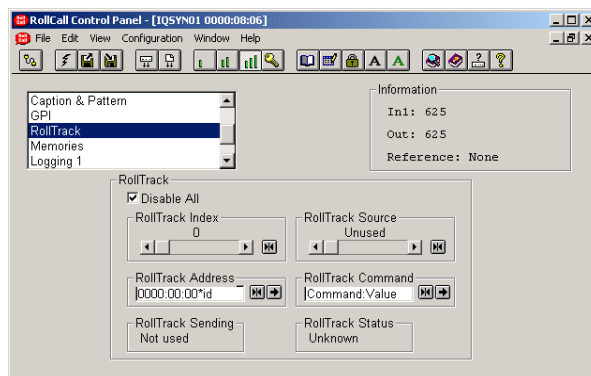 RollCall Control Panel - [IQSYN01 0000:08:06]
File Edit View Configuration Window Help
A A
Caption & Pattern
GPI
RollTrack
Memories
Logging 1
Information
In1: 625
Out: 625
Reference: None
RollTrack
Disable All
RollTrack Index
0
RollTrack Source
Unused
RollTrack Address
0000:00:00*id
RollTrack Command
Command:Value
RollTrack Sending
Not used
RollTrack Status
Unknown